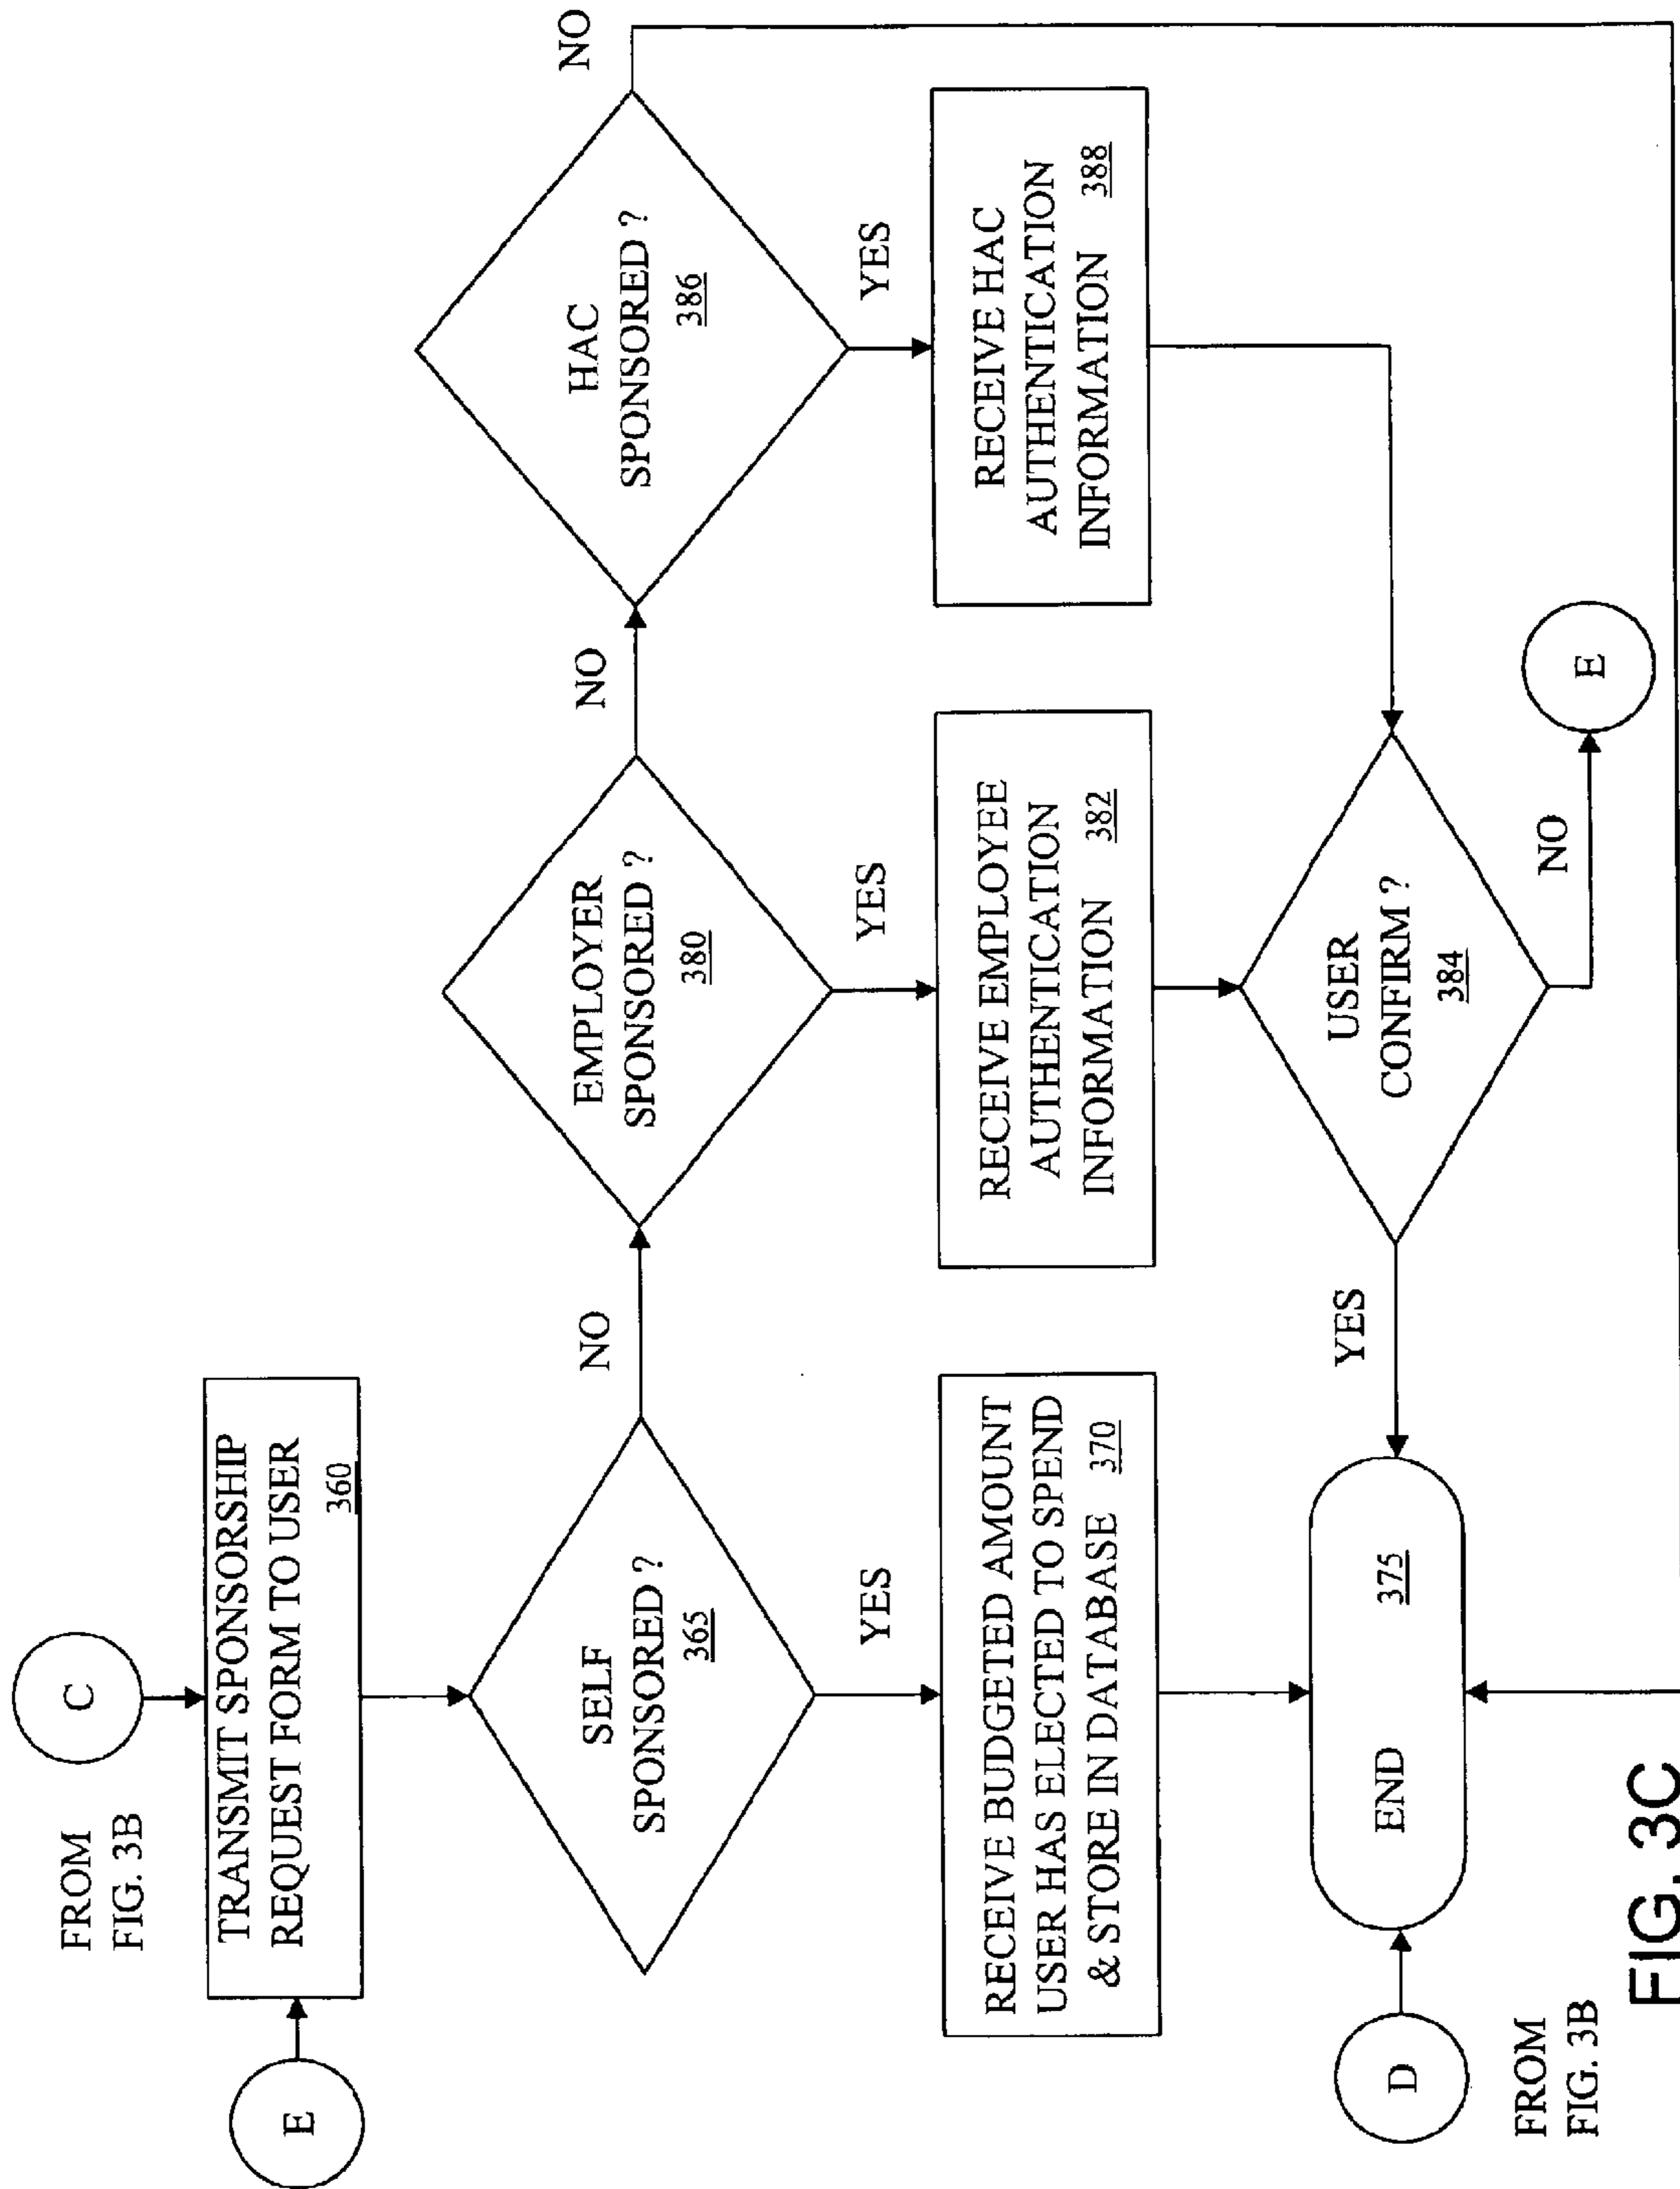 FROM
FIG. 3B
C
E
TRANSMIT SPONSORSHIP
REQUEST FORM TO USER
360
SELF
SPONSORED ?
365
NO
EMPLOYER
SPONSORED ?
380
NO
HAC
SPONSORED ?
386
NO
YES
YES
YES
RECEIVE BUDGETED AMOUNT
USER HAS ELECTED TO SPEND
& STORE IN DATABASE 370
RECEIVE EMPLOYEE
AUTHENTICATION
INFORMATION 382
RECEIVE HAC
AUTHENTICATION
INFORMATION 388
D
END 375
YES
USER
CONFIRM ?
384
NO
E
FROM
FIG. 3B
FIG. 3C